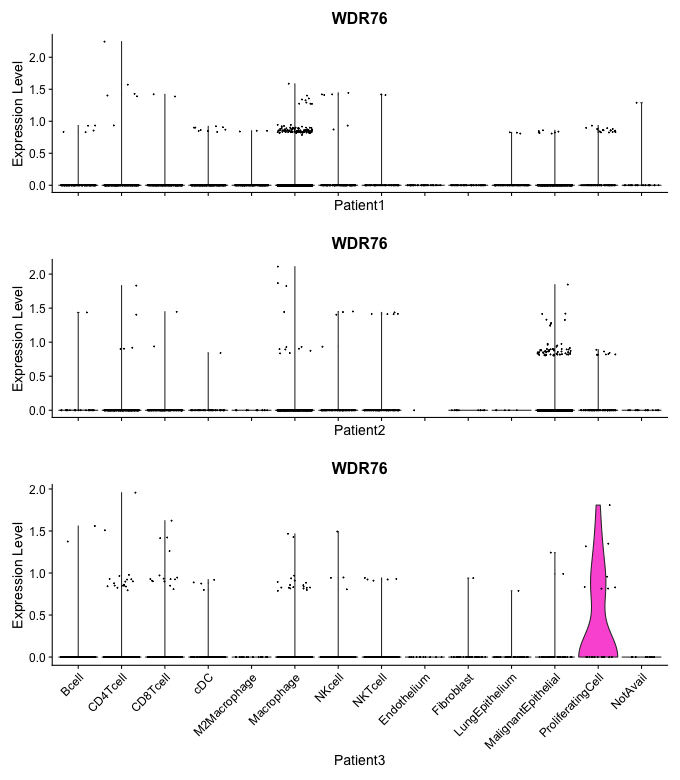 WDR76
Expression Level
2.0
1.5
1.0
0.5
0.0
Patient1
WDR76
Expression Level
2.0
1.5
1.0
0.5
0.0
Patient2
WDR76
Expression Level
2.0
1.5
1.0
0.5
0.0
Bcell
CD4Tcell
CD8Tcell
cDC
M2Macrophage
Macrophage
NKcell
NKTcell
Endothelium
Fibroblast
LungEpithelium
MalignantEpithelial
ProliferatingCell
NotAvail
Patient3